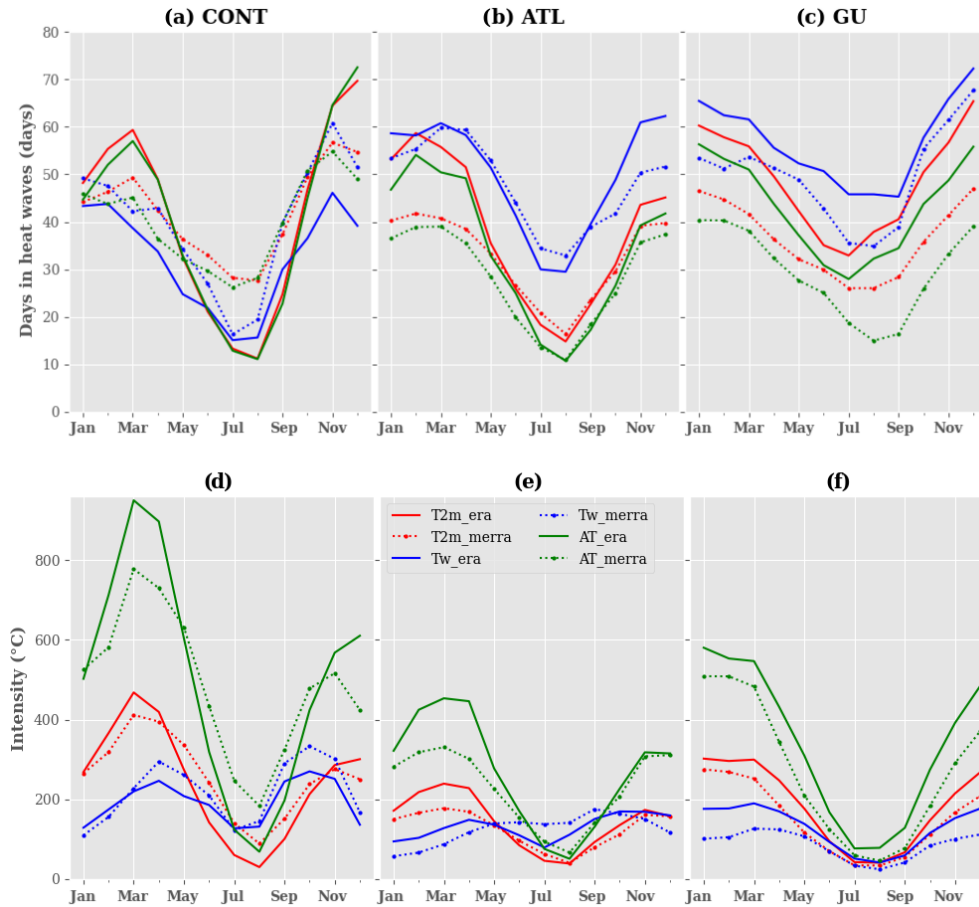 (a) CONT
(b) ATL
(c) GU
Days in heat waves (days)
80
70
60
50
40
30
20
10
0
Jan Mar May Jul Sep Nov
Jan Mar May Jul Sep Nov
Jan Mar May Jul Sep Nov
(d)
(e)
(f)
Intensity (°C)
800
600
400
200
0
T2m_era
T2m_merra
Tw_era
Tw_merra
AT_era
AT_merra
Jan Mar May Jul Sep Nov
Jan Mar May Jul Sep Nov
Jan Mar May Jul Sep Nov